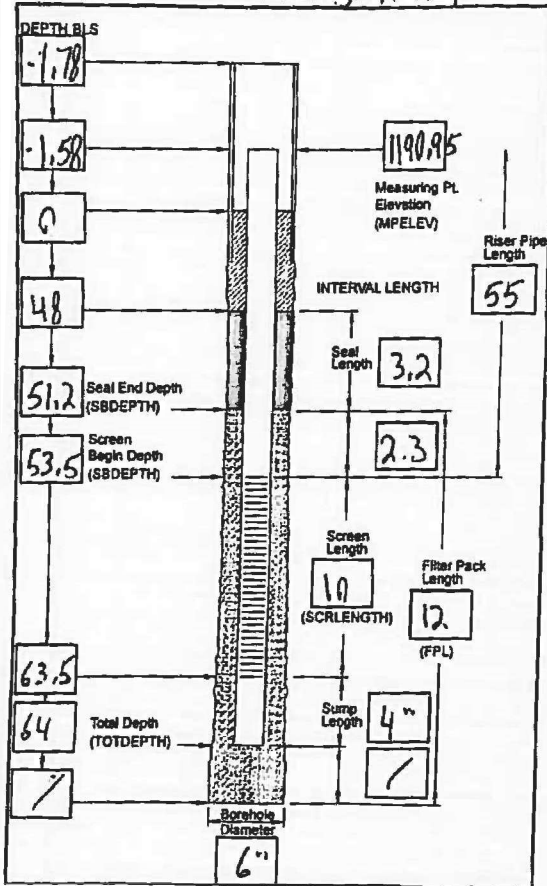 DEPTH BLS
-1.78
-1.58
1190.95
Measuring Pt.
Elevation
(MPELEV)
0
Riser Pipe
Length
55
INTERVAL LENGTH
48
Seal
Length
3.2
51.2
Seal End Depth
(SBDEPTH)
2.3
53.5
Screen
Begin Depth
(SBDEPTH)
Screen
Length
10
(SCRLENGTH)
Filter Pack
Length
12
(FPL)
63.5
Sump
Length
4"
64
Total Depth
(TOTDEPTH)
/
/
Borehole
Diameter
6"